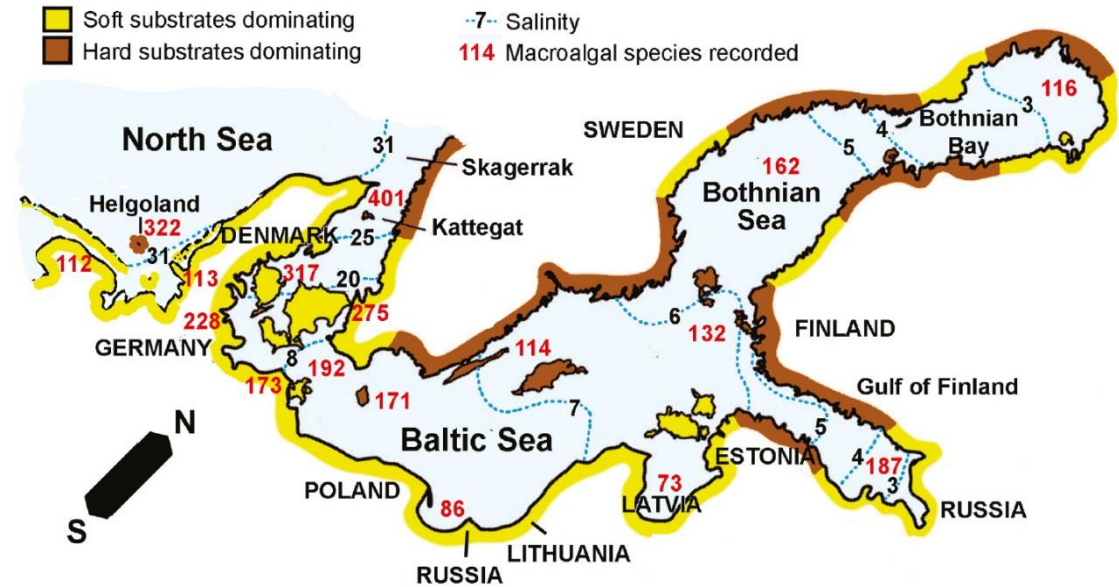 Soft substrates dominating
Hard substrates dominating
7 Salinity
114 Macroalgal species recorded
North Sea
31
Skagerrak
SWEDEN
116
3
Bothnian
Bay
4
5
162
Bothnian
Sea
Helgoland
322
401
Kattegat
DENMARK
25
31
112
113
317
20
275
228
GERMANY
8
192
173
171
114
7
6
132
FINLAND
Gulf of Finland
Baltic Sea
5
4
187
3
ESTONIA
RUSSIA
N
S
POLAND
86
73
LATVIA
LITHUANIA
RUSSIA